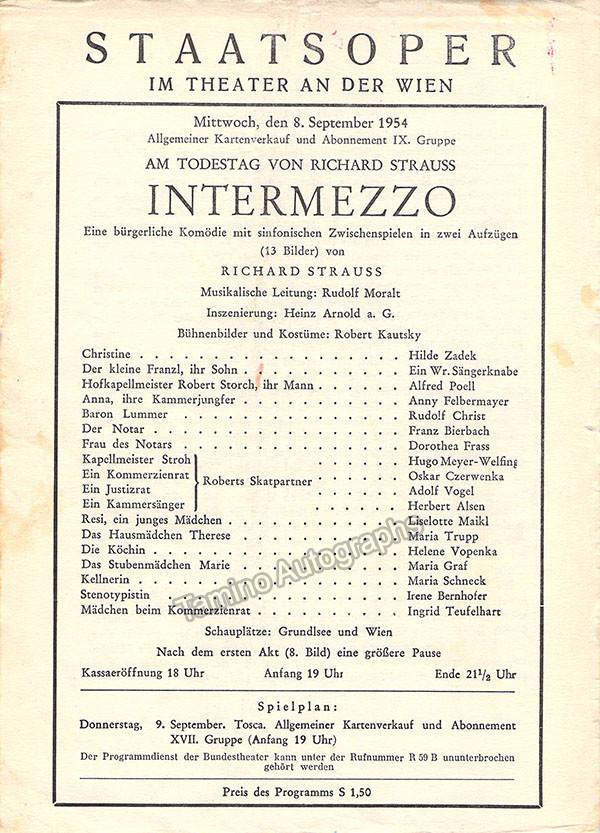 STAATSOPER
IM THEATER AN DER WIEN
Mittwoch, den 8. September 1954
Allgemeiner Kartenverkauf und Abonnement IX. Gruppe
AM TODESTAG VON RICHARD STRAUSS
INTERMEZZO
Eine bürgerliche Komödie mit sinfonischen Zwischenspielen in zwei Aufzügen
(13 Bilder) von
RICHARD STRAUSS
Musikalische Leitung: Rudolf Moralt
Inszenierung: Heinz Arnold a. G.
Bühnenbilder und Kostüme: Robert Kautsky
Christine . . . . . . . . . . . . . . . . Hilde Zadek
Der kleine Franzl, ihr Sohn . . . . . . . . . . Ein Wr. Sängerknabe
Hofkapellmeister Robert Storch, ihr Mann . . . . . . Alfred Poell
Anna, ihre Kammerjungfer . . . . . . . . . . . Anny Felbermayer
Baron Lummer . . . . . . . . . . . . . . Rudolf Christ
Der Notar . . . . . . . . . . . . . . . . Franz Bierbach
Frau des Notars . . . . . . . . . . . . . . Dorothea Frass
Kapellmeister Stroh . . . . . . Hugo Meyer-Welfing
Ein Kommerzienrat . . . . . . Oskar Czerwenka
Roberts Skatpartner
Ein Justizrat . . . . . . Adolf Vogel
Ein Kammersänger . . . . . . Herbert Alsen
Resi, ein junges Mädchen . . . . . . . . . . . Liselotte Maikl
Das Hausmädchen Therese . . . . . . . . . . . Maria Trupp
Die Köchin . . . . . . . . . . . . . . . Helene Vopenka
Das Stubenmädchen Marie . . . . . . . . . . . Maria Graf
Kellnerin . . . . . . . . . . . . . . . . Maria Schneck
Stenotypistin . . . . . . . . . . . . . . Irene Bernhofer
Mädchen beim Kommerzienrat . . . . . . . . . . Ingrid Teufelhart
Tamino Autographs
Schauplätze: Grundlsee und Wien
Nach dem ersten Akt (8. Bild) eine größere Pause
Kassaeröffnung 18 Uhr Anfang 19 Uhr Ende 21½ Uhr
Spielplan:
Donnerstag, 9. September. Tosca. Allgemeiner Kartenverkauf und Abonnement
XVII. Gruppe (Anfang 19 Uhr)
Der Programmdienst der Bundestheater kann unter der Rufnummer R 59 B ununterbrochen
gehört werden
Preis des Programms S 1,50